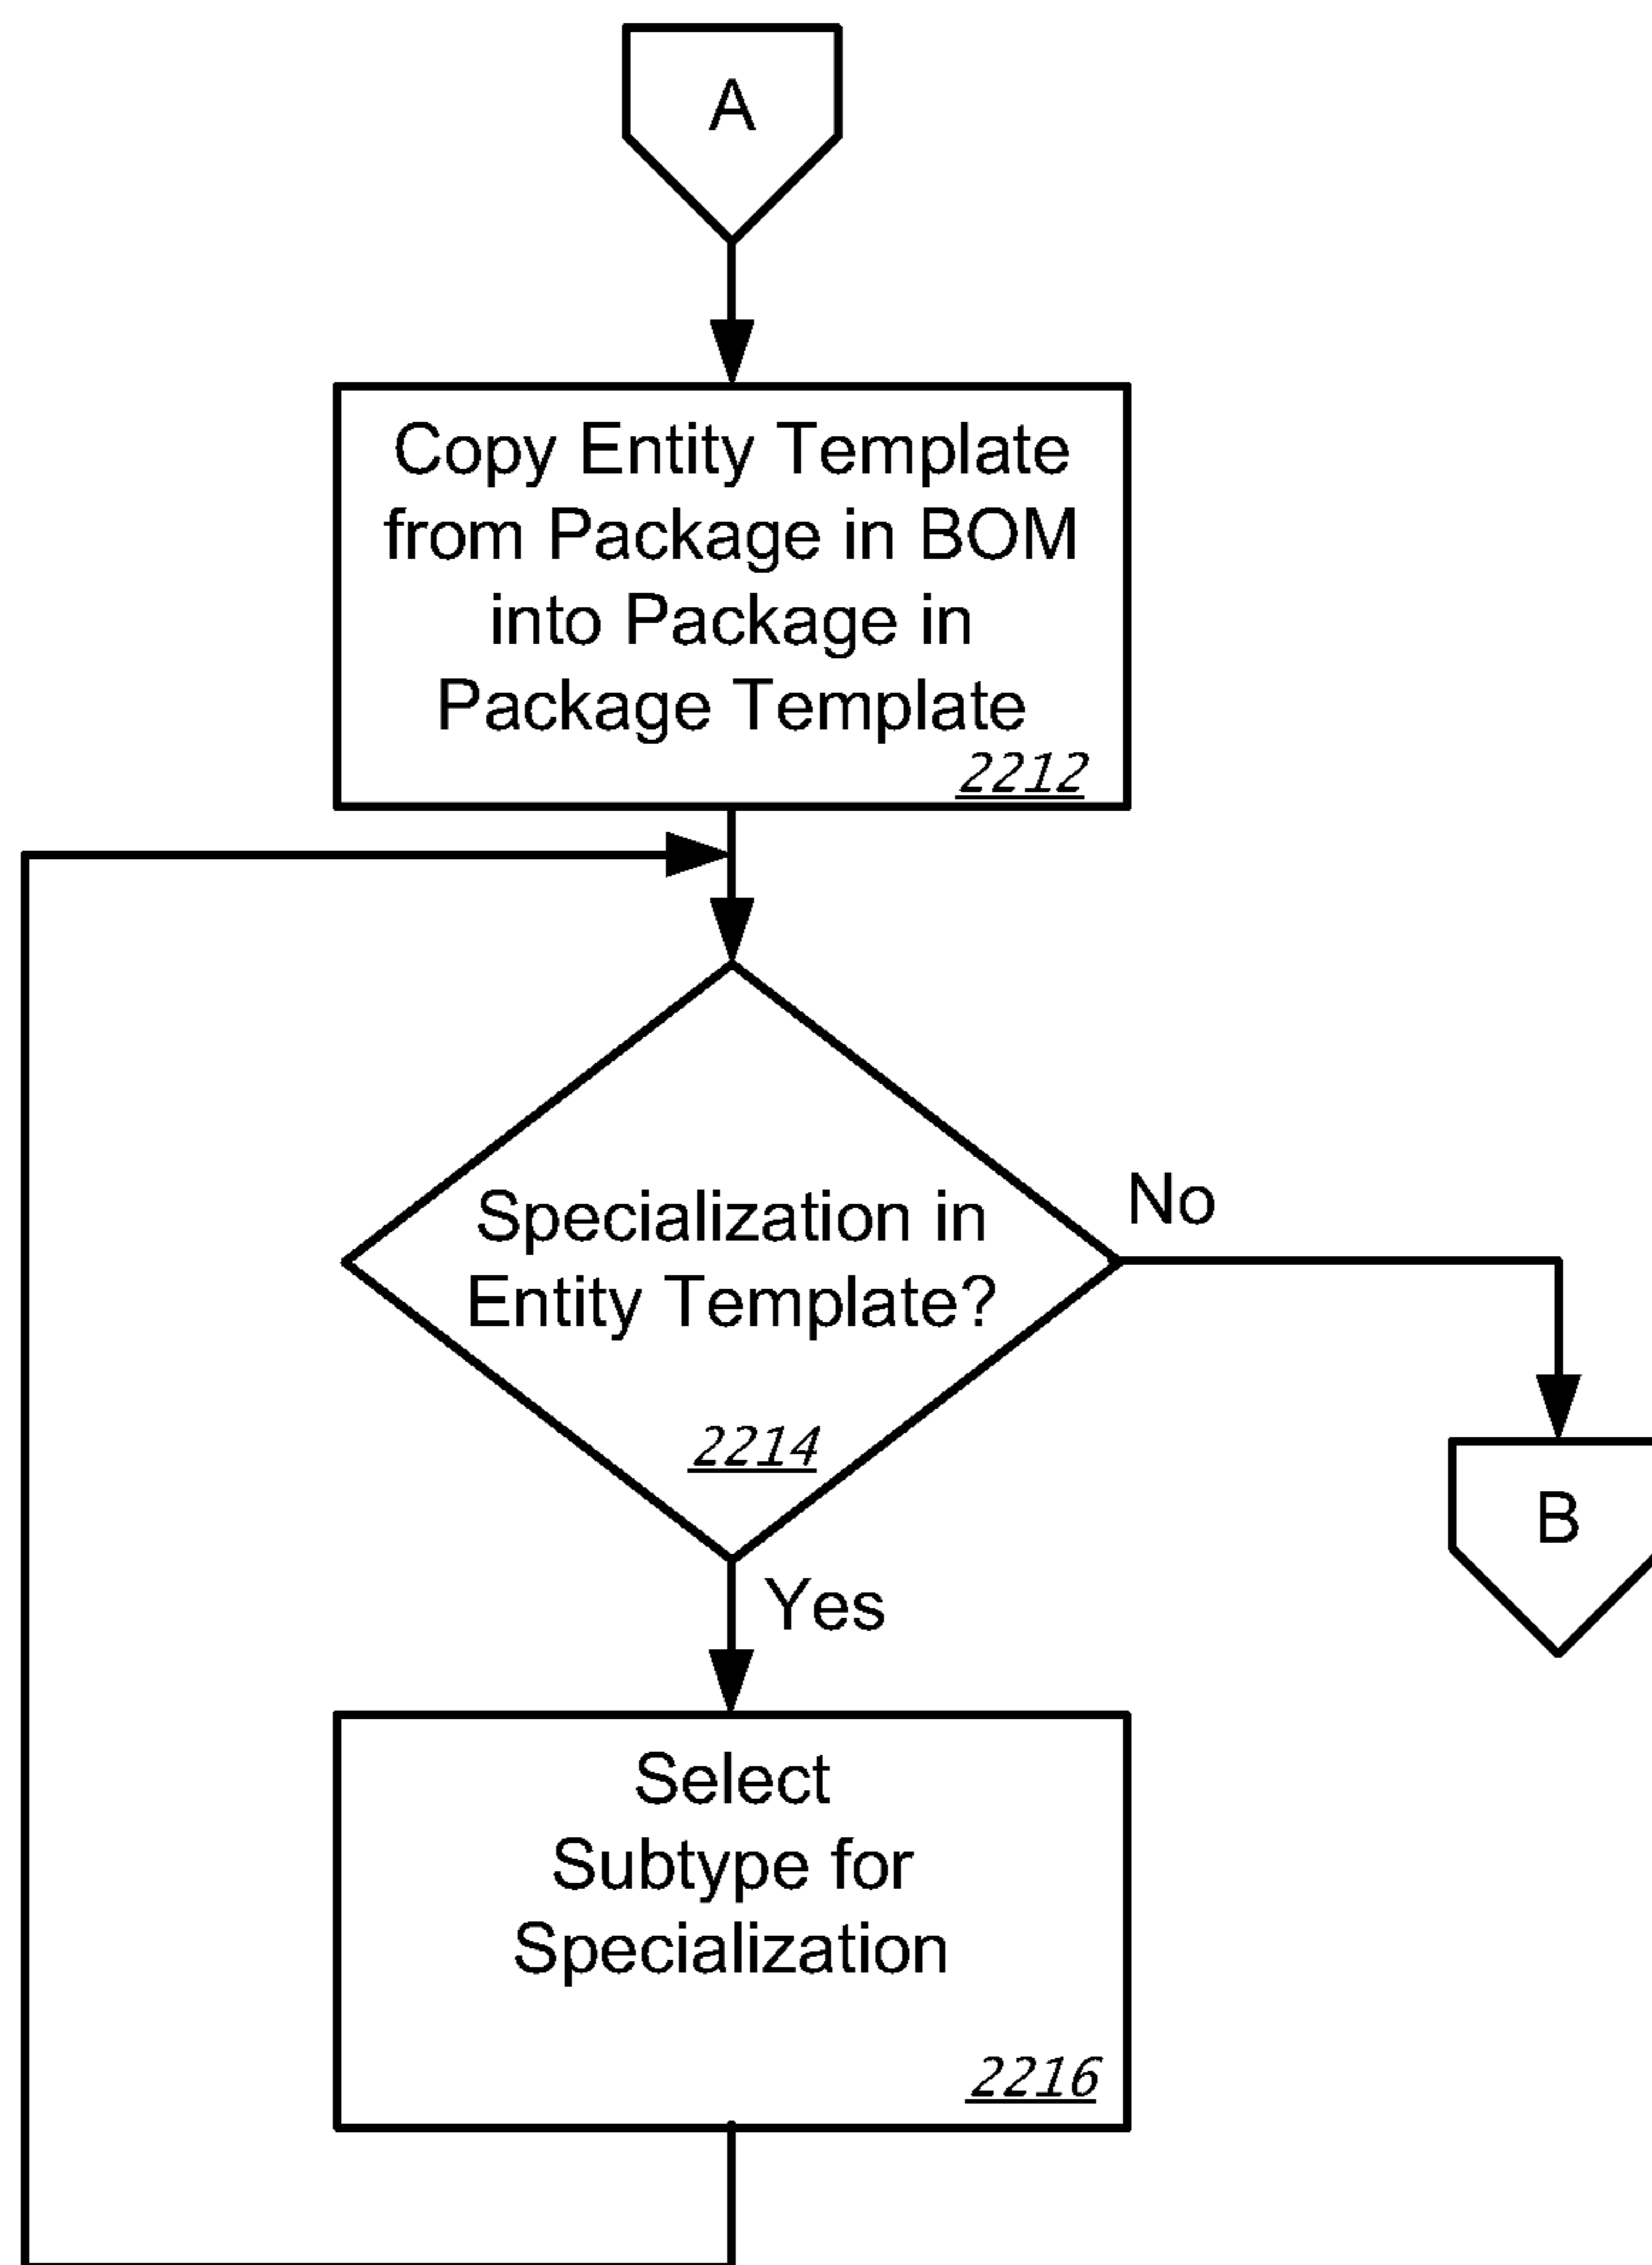 A
Copy Entity Template
from Package in BOM
into Package in
Package Template
2212
Specialization in
Entity Template?
2214
No
B
Yes
Select
Subtype for
Specialization
2216